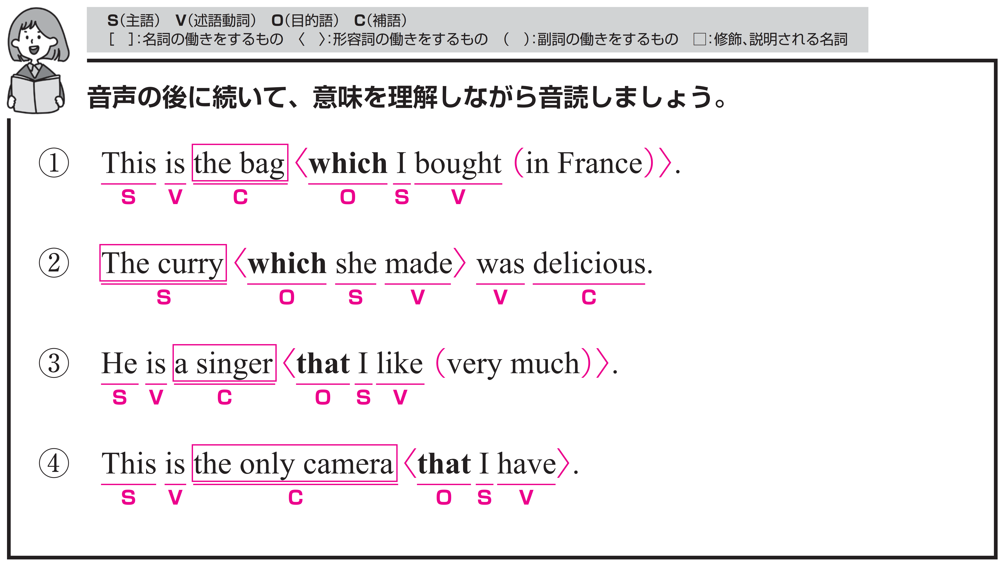 S（主語）　V（述語動詞）　O（目的語）　C（補語）
［　］：名詞の働きをするもの　〈　〉：形容詞の働きをするもの　（　）：副詞の働きをするもの　□：修飾、説明される名詞
音声の後に続いて、意味を理解しながら音読しましょう。
① This is the bag 〈which I bought (in France)〉.
S V C O S V
② The curry 〈which she made〉 was delicious.
S O S V V C
③ He is a singer 〈that I like (very much)〉.
S V C O S V
④ This is the only camera 〈that I have〉.
S V C O S V